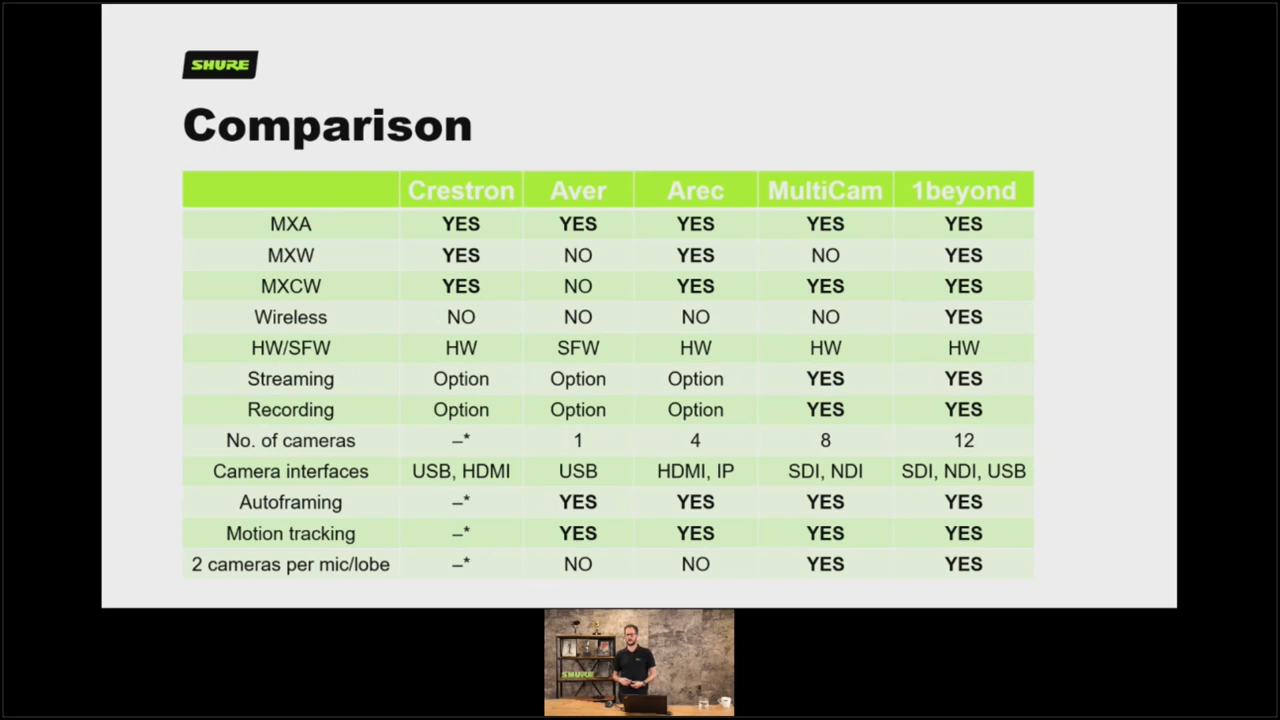 SHURE
Comparison
Crestron Aver Arec MultiCam 1beyond
MXA YES YES YES YES YES
MXW YES NO YES NO YES
MXCW YES NO YES YES YES
Wireless NO NO NO NO YES
HW/SFW HW SFW HW HW HW
Streaming Option Option Option YES YES
Recording Option Option Option YES YES
No. of cameras –* 1 4 8 12
Camera interfaces USB, HDMI USB HDMI, IP SDI, NDI SDI, NDI, USB
Autoframing –* YES YES YES YES
Motion tracking –* YES YES YES YES
2 cameras per mic/lobe –* NO NO YES YES
SHURE